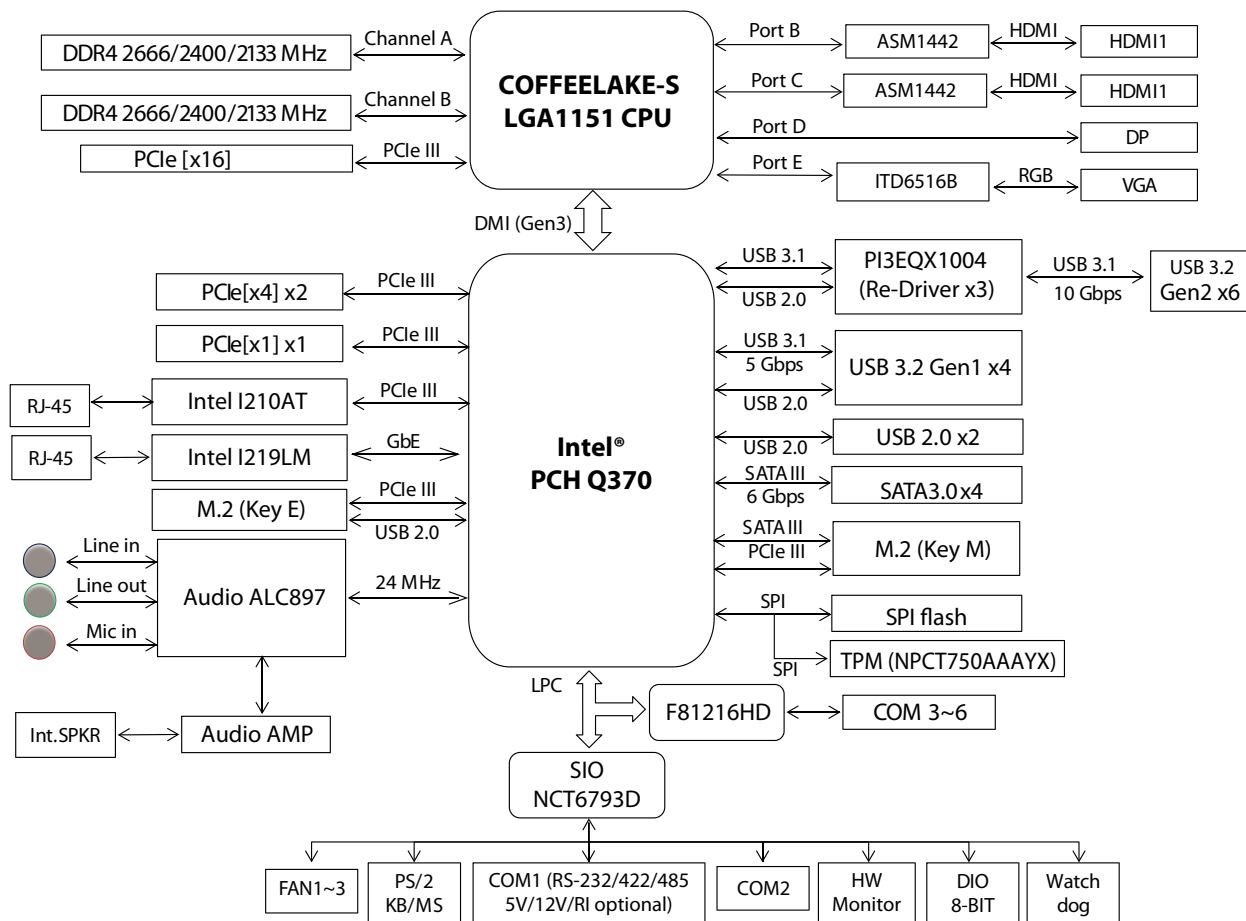 DDR4 2666/2400/2133 MHz
Channel A
DDR4 2666/2400/2133 MHz
Channel B
PCIe [x16]
PCIe III
COFFEELAKE-S
LGA1151 CPU
Port B
ASM1442
HDMI
HDMI1
Port C
ASM1442
HDMI
HDMI1
Port D
DP
Port E
ITD6516B
RGB
VGA
DMI (Gen3)
PCIe[x4] x2
PCIe III
PCIe[x1] x1
PCIe III
RJ-45
Intel I210AT
PCIe III
RJ-45
Intel I219LM
GbE
M.2 (Key E)
PCIe III
USB 2.0
Line in
Line out
Mic in
Audio ALC897
24 MHz
Int.SPKR
Audio AMP
Intel®
PCH Q370
USB 3.1
USB 2.0
PI3EQX1004
(Re-Driver x3)
USB 3.1
10 Gbps
USB 3.2
Gen2 x6
USB 3.1
5 Gbps
USB 2.0
USB 3.2 Gen1 x4
USB 2.0
USB 2.0 x2
SATA III
6 Gbps
SATA3.0 x4
SATA III
PCIe III
M.2 (Key M)
SPI
SPI flash
SPI
TPM (NPCT750AAAYX)
LPC
F81216HD
COM 3~6
SIO
NCT6793D
FAN1~3
PS/2
KB/MS
COM1 (RS-232/422/485
5V/12V/RI optional)
COM2
HW
Monitor
DIO
8-BIT
Watch
dog